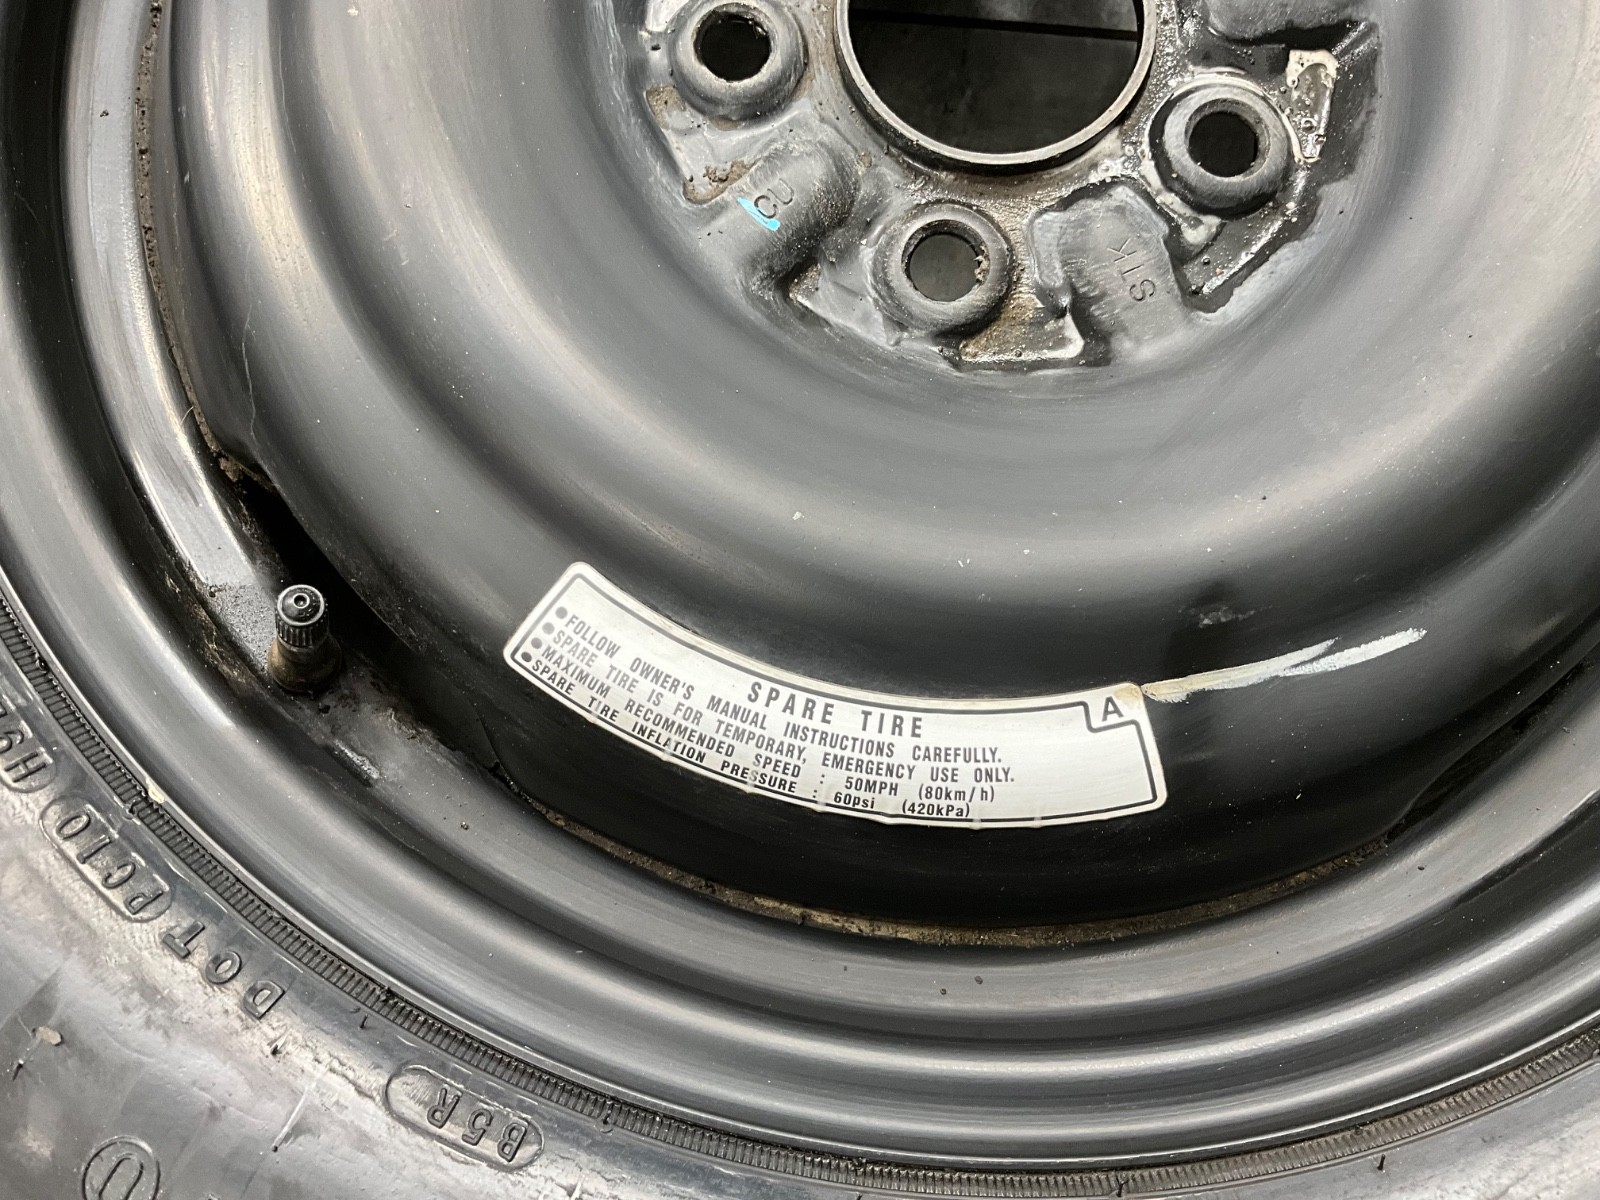 SPARE TIRE
A
●FOLLOW OWNER'S MANUAL INSTRUCTIONS CAREFULLY.
●SPARE TIRE IS FOR TEMPORARY, EMERGENCY USE ONLY.
●MAXIMUM RECOMMENDED SPEED : 50MPH (80km/h)
●SPARE TIRE INFLATION PRESSURE : 60psi (420kPa)
STK
DOT PC10
B5R
U